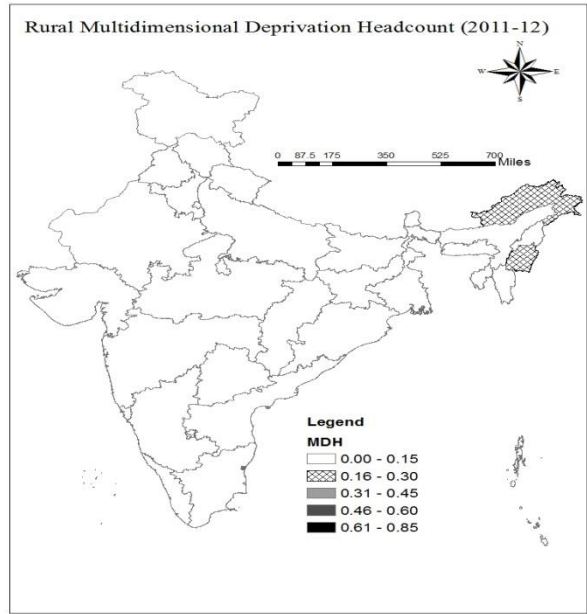 Rural Multidimensional Deprivation Headcount (2011-12)
N
W E
S
0 87.5 175 350 525 700 Miles
Legend
MDH
0.00 - 0.15
0.16 - 0.30
0.31 - 0.45
0.46 - 0.60
0.61 - 0.85